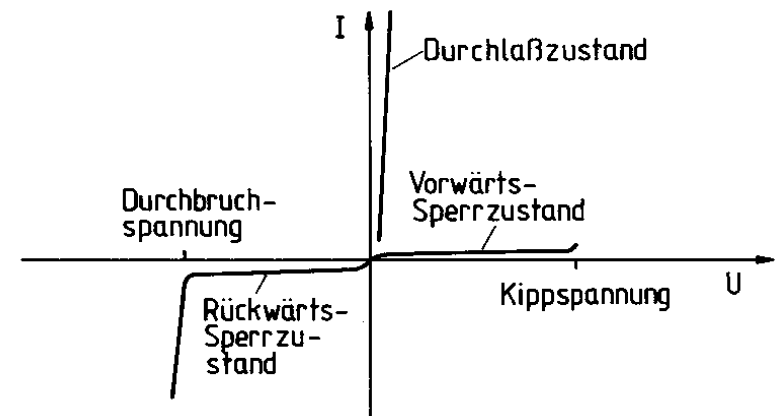 I
Durchlaßzustand
Vorwärts-
Sperrzustand
Durchbruch-
spannung
Kippspannung
U
Rückwärts-
Sperrzu-
stand